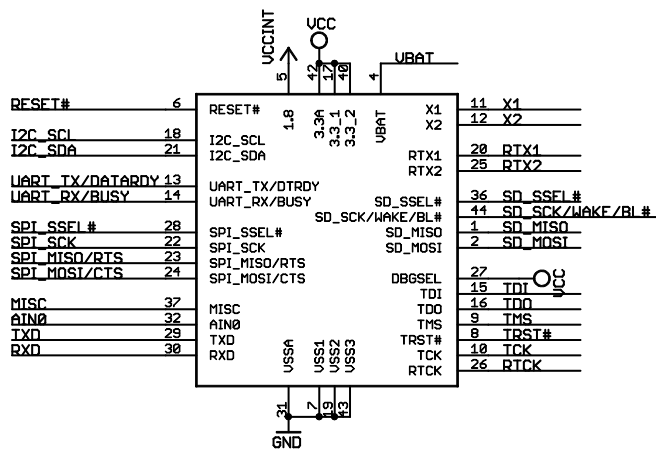 VCCINT
VCC
VBAT
5
42
17
40
4
RESET# 6 RESET# 1.8 3.3A 3.3_1 3.3_2 VBAT X1 11 X1
X2 12 X2
I2C_SCL 18 I2C_SCL
I2C_SDA 21 I2C_SDA RTX1 20 RTX1
RTX2 25 RTX2
UART_TX/DATARDY 13 UART_TX/DTRDY
UART_RX/BUSY 14 UART_RX/BUSY SD_SSEL# 36 SD_SSEL#
SD_SCK/WAKE/BL# 44 SD_SCK/WAKE/BL#
SPI_SSEL# 28 SPI_SSEL# SD_MISO 1 SD_MISO
SPI_SCK 22 SPI_SCK SD_MOSI 2 SD_MOSI
SPI_MISO/RTS 23 SPI_MISO/RTS
SPI_MOSI/CTS 24 SPI_MOSI/CTS DBGSEL 27 VCC
TDI 15 TDI
MISC 37 MISC TDO 16 TDO
AIN0 32 AIN0 TMS 9 TMS
TXD 29 TXD TRST# 8 TRST#
RXD 30 RXD TCK 10 TCK
RTCK 26 RTCK
VSSA VSS1 VSS2 VSS3
31 7 19 43
GND